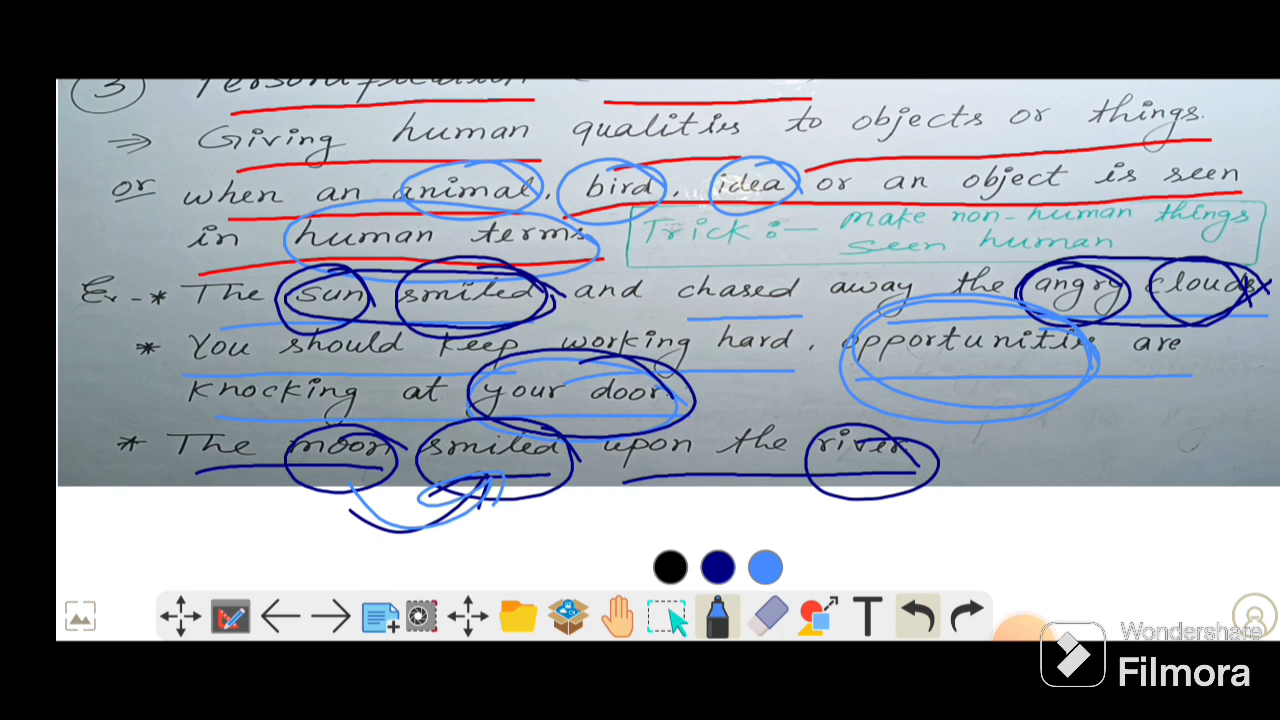 3 Personification
⇒ Giving human qualities to objects or things.
or when an animal, bird, idea or an object is seen
in human terms
Trick :- make non-human things
seen human
Ex -* The sun smiled and chased away the angry clouds
* You should keep working hard, opportunitis are
knocking at your door.
* The moon smiled upon the river
Wondershare
Filmora